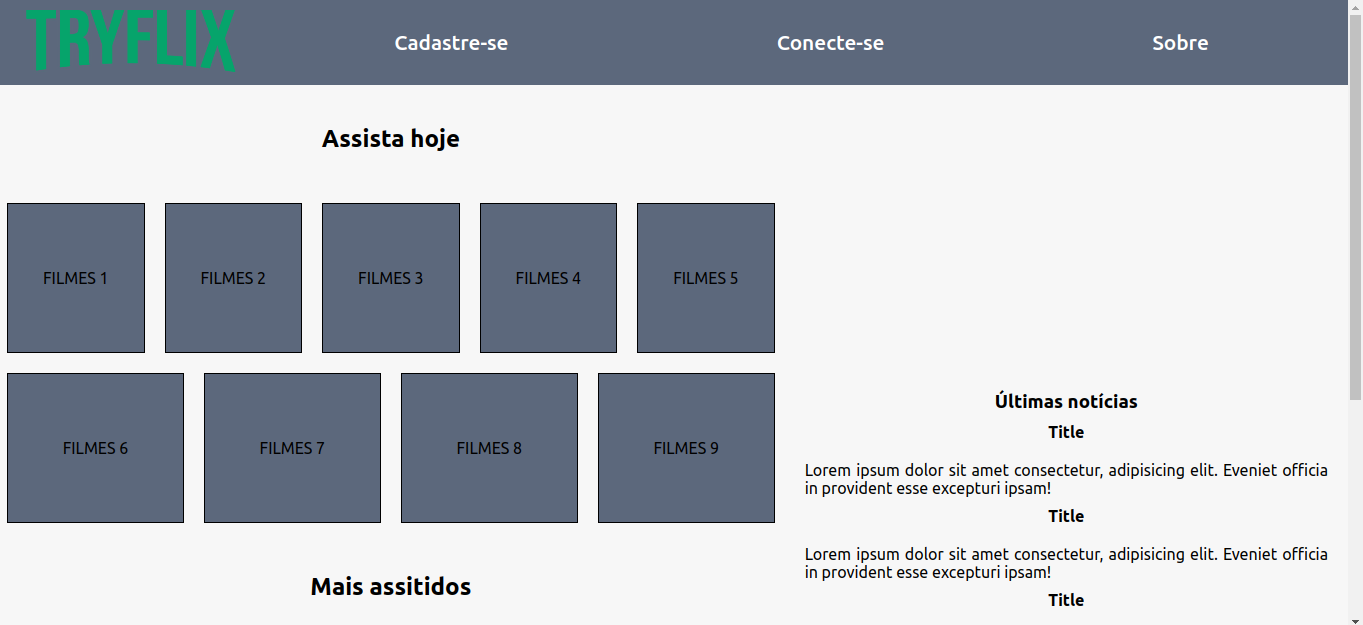 TRYFLIX
Cadastre-se
Conecte-se
Sobre
Assista hoje
FILMES 1
FILMES 2
FILMES 3
FILMES 4
FILMES 5
FILMES 6
FILMES 7
FILMES 8
FILMES 9
Mais assitidos
Últimas notícias
Title
Lorem ipsum dolor sit amet consectetur, adipisicing elit. Eveniet officia
in provident esse excepturi ipsam!
Title
Lorem ipsum dolor sit amet consectetur, adipisicing elit. Eveniet officia
in provident esse excepturi ipsam!
Title